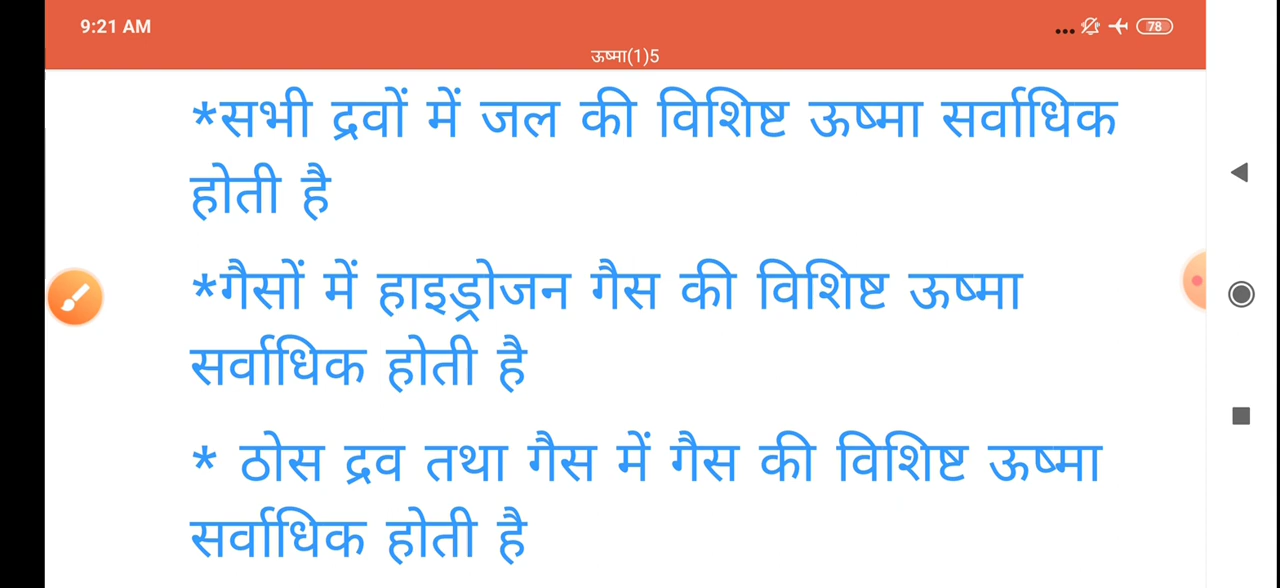 9:21 AM
78
ऊष्मा(1)5
*सभी द्रवों में जल की विशिष्ट ऊष्मा सर्वाधिक
होती है
*गैसों में हाइड्रोजन गैस की विशिष्ट ऊष्मा
सर्वाधिक होती है
* ठोस द्रव तथा गैस में गैस की विशिष्ट ऊष्मा
सर्वाधिक होती है